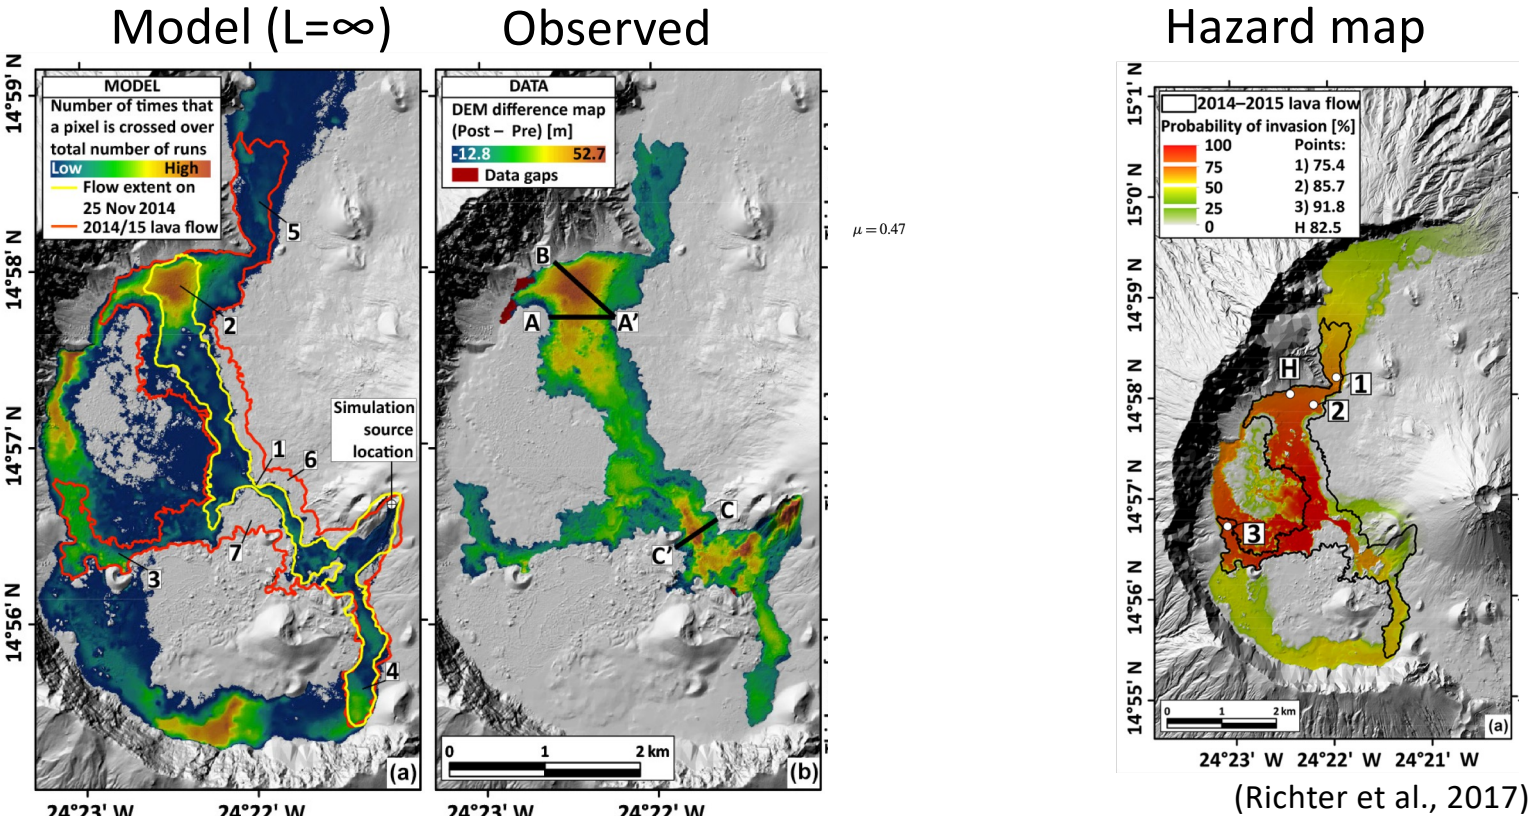 Model (L=∞)
Observed
Hazard map
MODEL
Number of times that
a pixel is crossed over
total number of runs
Low High
Flow extent on
25 Nov 2014
2014/15 lava flow
5
2
1
6
7
3
4
Simulation
source
location
(a)
14°59' N
14°58' N
14°57' N
14°56' N
24°23' W
24°22' W
DATA
DEM difference map
(Post – Pre) [m]
-12.8 52.7
Data gaps
B
A
A'
C
C'
0 1 2 km
(b)
24°23' W
24°22' W
μ = 0.47
2014–2015 lava flow
Probability of invasion [%]
100
75
50
25
0
Points:
1) 75.4
2) 85.7
3) 91.8
H 82.5
H
1
2
3
0 1 2 km
(a)
15°1' N
15°0' N
14°59' N
14°58' N
14°57' N
14°56' N
14°55' N
24°23' W 24°22' W 24°21' W
(Richter et al., 2017)